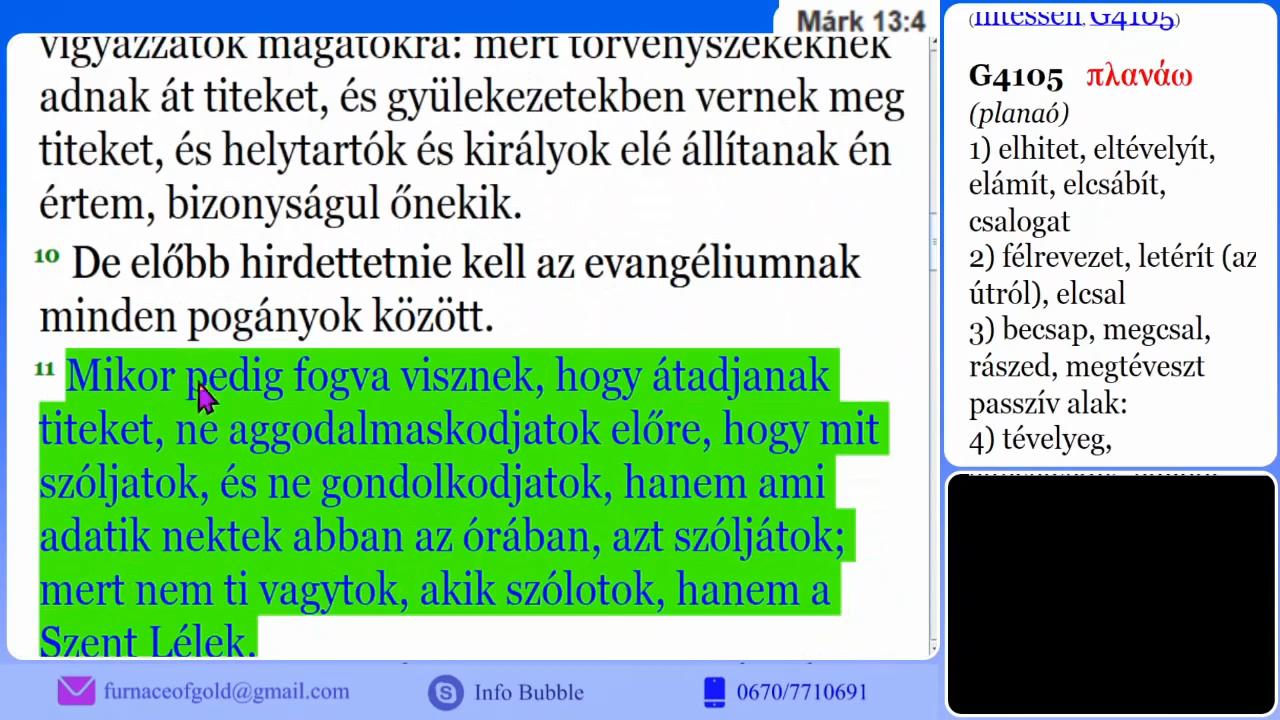 Márk 13:4
vigyázzatok magatokra: mert törvényszékeknek
adnak át titeket, és gyülekezetekben vernek meg
titeket, és helytartók és királyok elé állítanak én
értem, bizonyságul őnekik.
10 De előbb hirdettetnie kell az evangéliumnak
minden pogányok között.
11 Mikor pedig fogva visznek, hogy átadjanak
titeket, ne aggodalmaskodjatok előre, hogy mit
szóljatok, és ne gondolkodjatok, hanem ami
adatik nektek abban az órában, azt szóljátok;
mert nem ti vagytok, akik szólotok, hanem a
Szent Lélek.
(hitessen, G4105)
G4105 πλανάω
(planaó)
1) elhitet, eltévelyít,
elámít, elcsábít,
csalogat
2) félrevezet, letérít (az
útról), elcsal
3) becsap, megcsal,
rászed, megtéveszt
passzív alak:
4) tévelyeg,
furnaceofgold@gmail.com
Info Bubble
0670/7710691